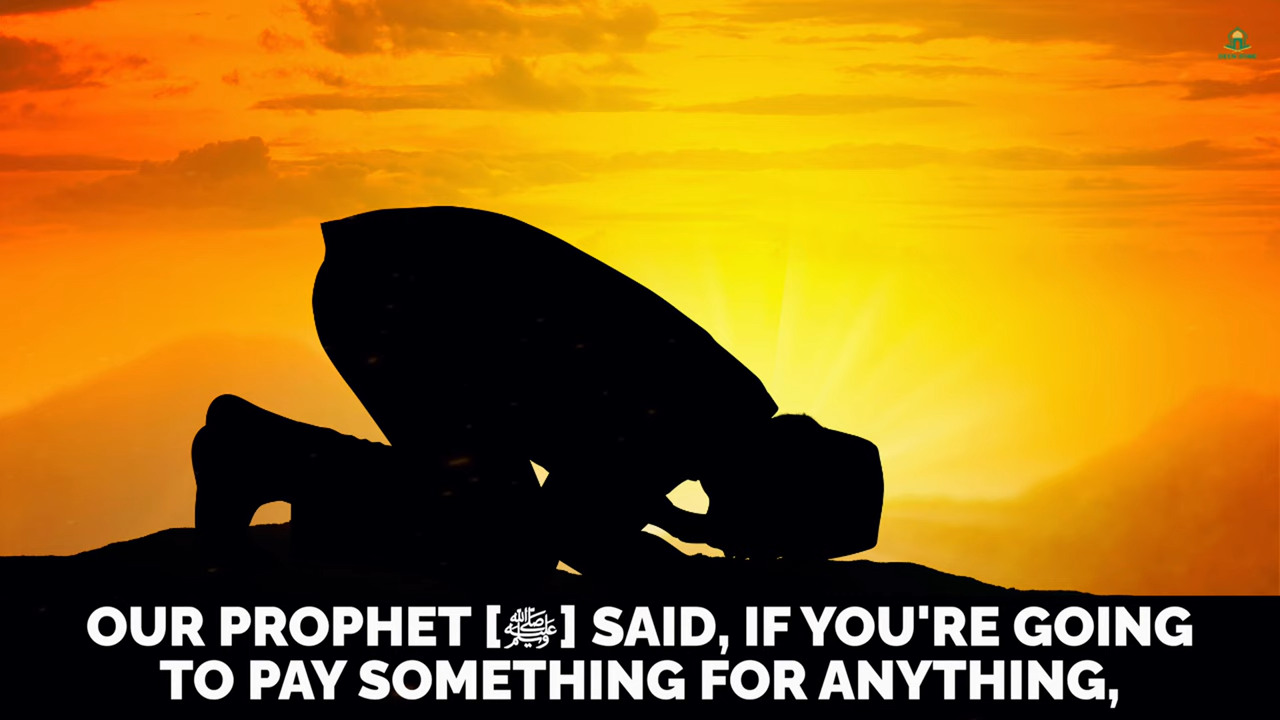 OUR PROPHET [ﷺ] SAID, IF YOU'RE GOING
TO PAY SOMETHING FOR ANYTHING,